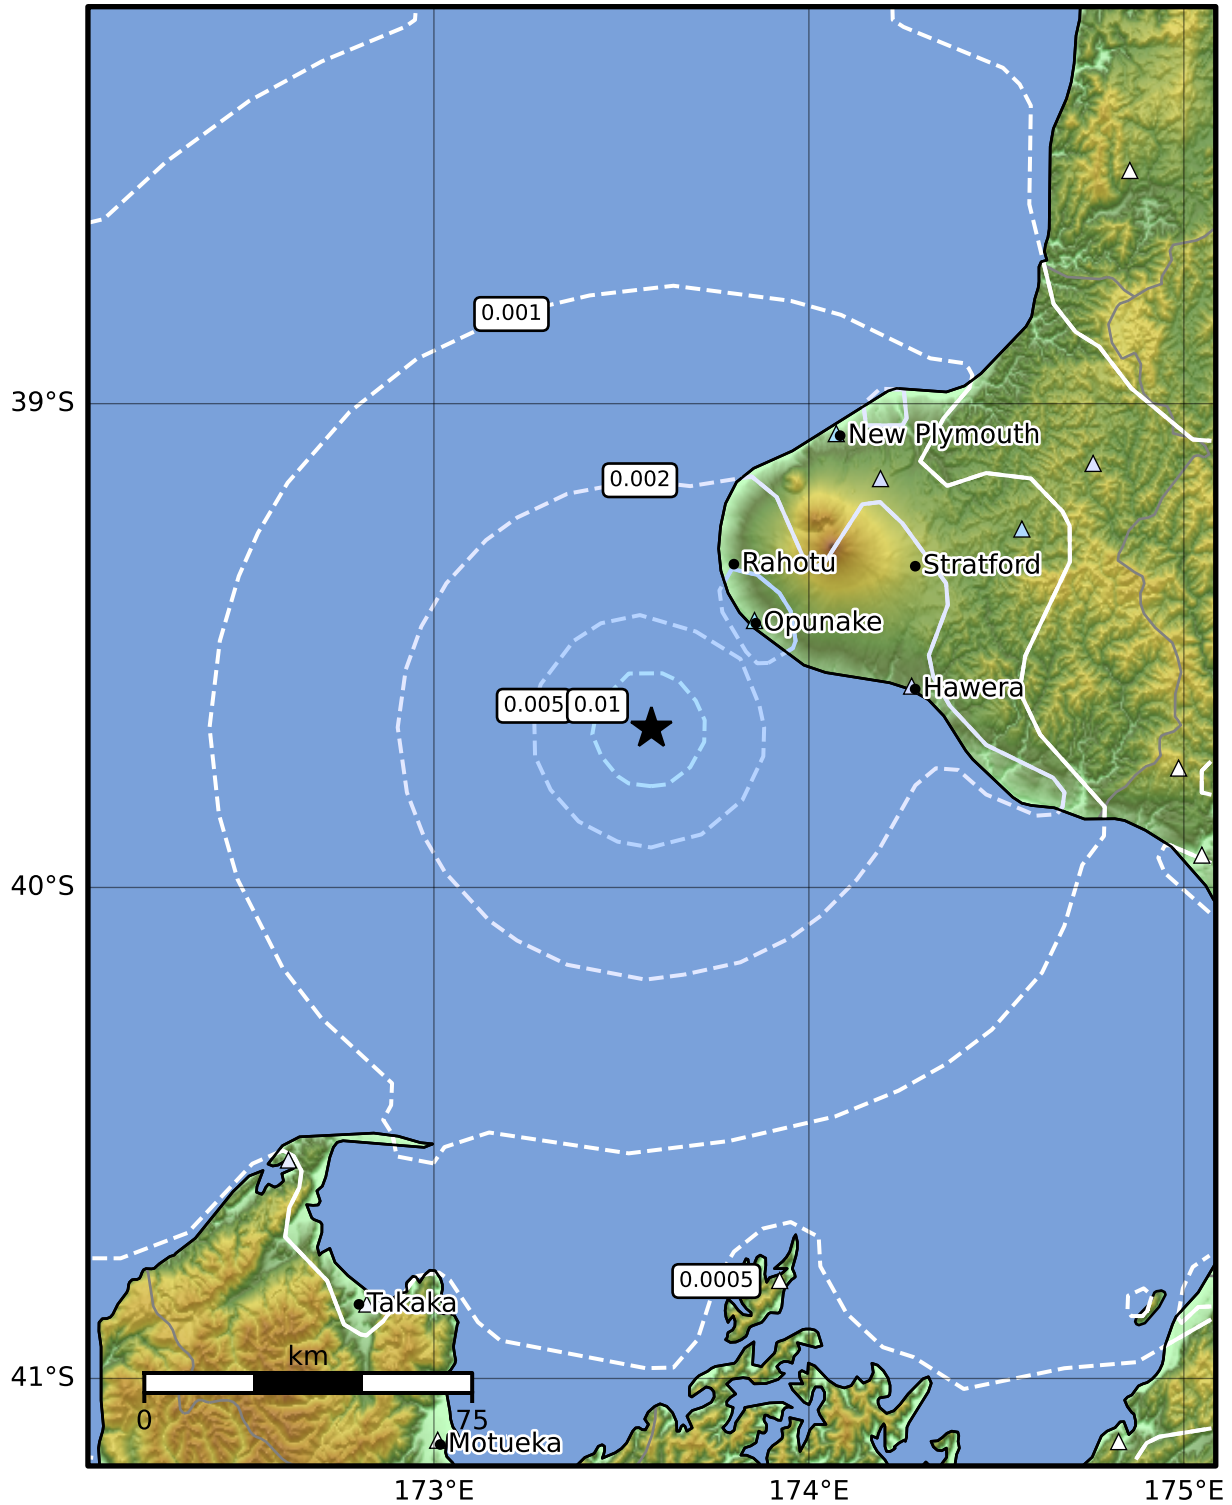 0.001
39°S
New Plymouth
0.002
Rahotu
Stratford
Opunake
Hawera
0.005
0.01
40°S
0.0005
Takaka
km
41°S
0
75
Motueka
173°E
174°E
175°E